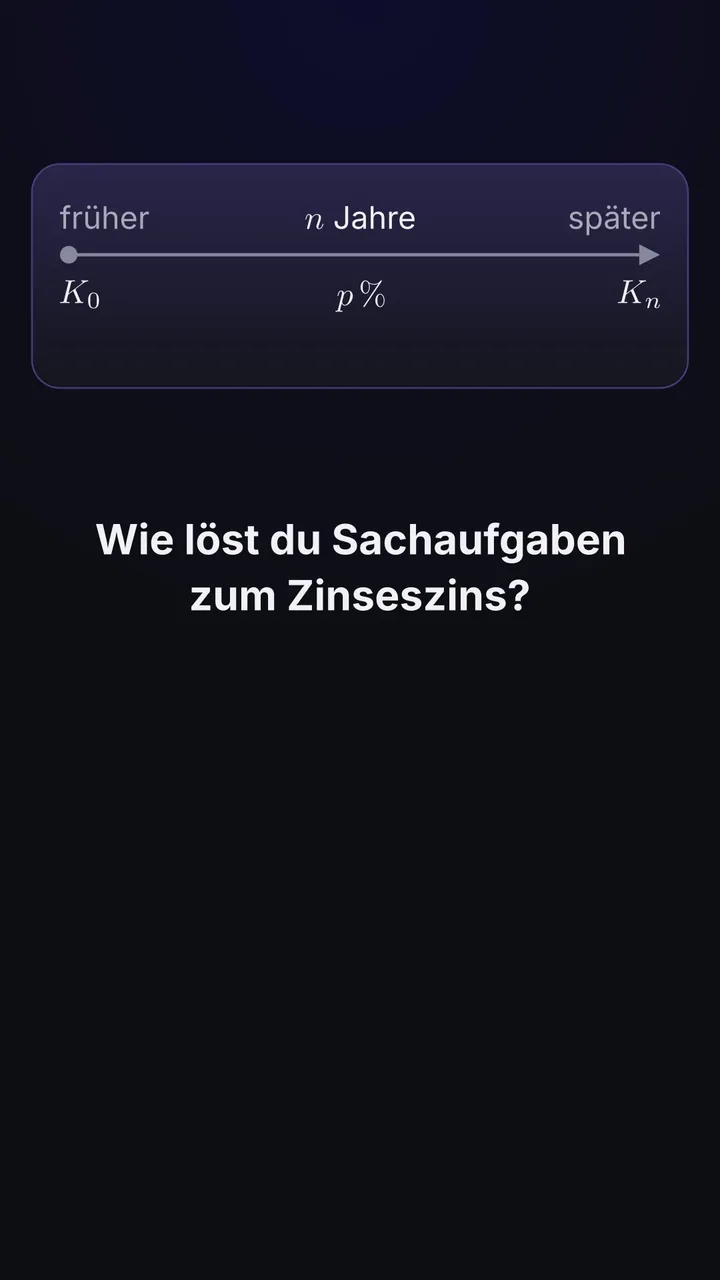 früher n Jahre später
K₀ p % Kₙ
Wie löst du Sachaufgaben
zum Zinseszins?